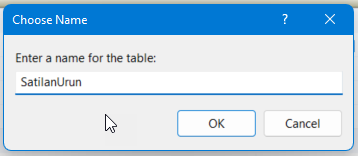 Choose Name
?
Enter a name for the table:
SatilanUrun
OK
Cancel